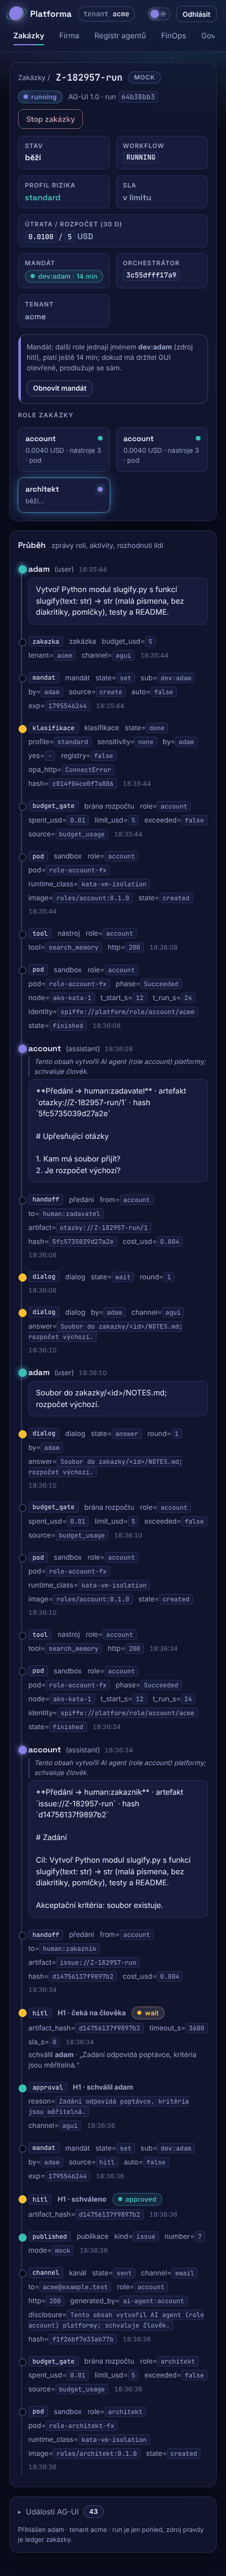 Platforma
tenant acme
Odhlásit
Zakázky Firma Registr agentů FinOps Gov
Zakázky / Z-182957-run MOCK
running AG-UI 1.0 · run 64b38bb3
Stop zakázky
STAV
běží
WORKFLOW
RUNNING
PROFIL RIZIKA
standard
SLA
v limitu
ÚTRATA / ROZPOČET (30 D)
0.0100 / 5 USD
MANDÁT
dev:adam · 14 min
ORCHESTRÁTOR
3c55dfff17a9
TENANT
acme
Mandát: další role jednají jménem dev:adam (zdroj
hitl), platí ještě 14 min; dokud má držitel GUI
otevřené, prodlužuje se sám.
Obnovit mandát
ROLE ZAKÁZKY
account
0.0040 USD · nástroje 3
· pod
account
0.0040 USD · nástroje 3
· pod
architekt
běží…
Průběh zprávy rolí, aktivity, rozhodnutí lidí
adam (user) 18:35:44
Vytvoř Python modul slugify.py s funkcí
slugify(text: str) -> str (malá písmena, bez
diakritiky, pomlčky), testy a README.
zakazka zakázka budget_usd= 5
tenant= acme channel= agui 18:35:44
mandat mandát state= set sub= dev:adam
by= adam source= create auto= false
exp= 1795546244 18:35:44
klasifikace klasifikace state= done
profile= standard sensitivity= none by= adam
yes= - registry= false
opa_http= ConnectError
hash= c014f04ce0f7a006 18:35:44
budget_gate brána rozpočtu role= account
spent_usd= 0.01 limit_usd= 5 exceeded= false
source= budget_usage 18:35:44
pod sandbox role= account
pod= role-account-fx
runtime_class= kata-vm-isolation
image= roles/account:0.1.0 state= created
18:35:44
tool nástroj role= account
tool= search_memory http= 200 18:36:08
pod sandbox role= account
pod= role-account-fx phase= Succeeded
node= aks-kata-1 t_start_s= 12 t_run_s= 24
identity= spiffe://platform/role/account/acme
state= finished 18:36:08
account (assistant) 18:36:08
Tento obsah vytvořil AI agent (role account) platformy;
schvaluje člověk.
**Předání → human:zadavatel** · artefakt
`otazky://Z-182957-run/1` · hash
`5fc5735039d27a2e`
# Upřesňující otázky
1. Kam má soubor přijít?
2. Je rozpočet výchozí?
handoff předání from= account
to= human:zadavatel
artifact= otazky://Z-182957-run/1
hash= 5fc5735039d27a2e cost_usd= 0.004
18:36:08
dialog dialog state= wait round= 1
18:36:08
dialog dialog by= adam channel= agui
answer= Soubor do zakazky/<id>/NOTES.md;
rozpočet výchozí.
18:36:10
adam (user) 18:36:10
Soubor do zakazky/<id>/NOTES.md;
rozpočet výchozí.
dialog dialog state= answer round= 1
by= adam
answer= Soubor do zakazky/<id>/NOTES.md;
rozpočet výchozí.
18:36:10
budget_gate brána rozpočtu role= account
spent_usd= 0.01 limit_usd= 5 exceeded= false
source= budget_usage 18:36:10
pod sandbox role= account
pod= role-account-fx
runtime_class= kata-vm-isolation
image= roles/account:0.1.0 state= created
18:36:10
tool nástroj role= account
tool= search_memory http= 200 18:36:34
pod sandbox role= account
pod= role-account-fx phase= Succeeded
node= aks-kata-1 t_start_s= 12 t_run_s= 24
identity= spiffe://platform/role/account/acme
state= finished 18:36:34
account (assistant) 18:36:34
Tento obsah vytvořil AI agent (role account) platformy;
schvaluje člověk.
**Předání → human:zakaznik** · artefakt
`issue://Z-182957-run` · hash
`d14756137f9897b2`
# Zadání
Cíl: Vytvoř Python modul slugify.py s funkcí
slugify(text: str) -> str (malá písmena, bez
diakritiky, pomlčky), testy a README.
Akceptační kritéria: soubor existuje.
handoff předání from= account
to= human:zakaznik
artifact= issue://Z-182957-run
hash= d14756137f9897b2 cost_usd= 0.004
18:36:34
hitl H1 · čeká na člověka wait
artifact_hash= d14756137f9897b2 timeout_s= 3600
sla_s= 0 18:36:34
schválil adam · „Zadání odpovídá poptávce, kritéria
jsou měřitelná.“
approval H1 · schválil adam
reason= Zadání odpovídá poptávce, kritéria
jsou měřitelná.
channel= agui 18:36:36
mandat mandát state= set sub= dev:adam
by= adam source= hitl auto= false
exp= 1795546244 18:36:36
hitl H1 · schváleno approved
artifact_hash= d14756137f9897b2 18:36:36
published publikace kind= issue number= 7
mode= mock 18:36:36
channel kanál state= sent channel= email
to= acme@example.test role= account
http= 200 generated_by= ai-agent:account
disclosure= Tento obsah vytvořil AI agent (role
account) platformy; schvaluje člověk.
hash= f1f26bf7e33ab77b 18:36:36
budget_gate brána rozpočtu role= architekt
spent_usd= 0.01 limit_usd= 5 exceeded= false
source= budget_usage 18:36:36
pod sandbox role= architekt
pod= role-architekt-fx
runtime_class= kata-vm-isolation
image= roles/architekt:0.1.0 state= created
18:36:36
Události AG-UI 43
Přihlášen adam · tenant acme · run je jen pohled, zdroj pravdy
je ledger zakázky.